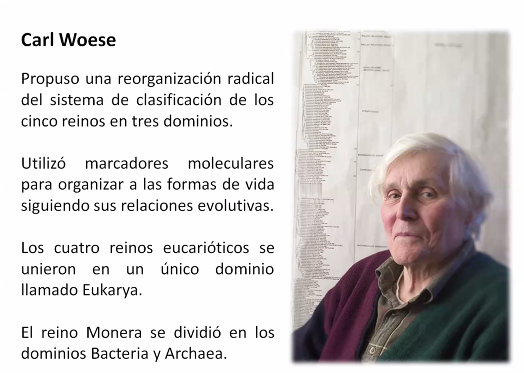 Carl Woese
Propuso una reorganización radical
del sistema de clasificación de los
cinco reinos en tres dominios.
Utilizó marcadores moleculares
para organizar a las formas de vida
siguiendo sus relaciones evolutivas.
Los cuatro reinos eucarióticos se
unieron en un único dominio
llamado Eukarya.
El reino Monera se dividió en los
dominios Bacteria y Archaea.